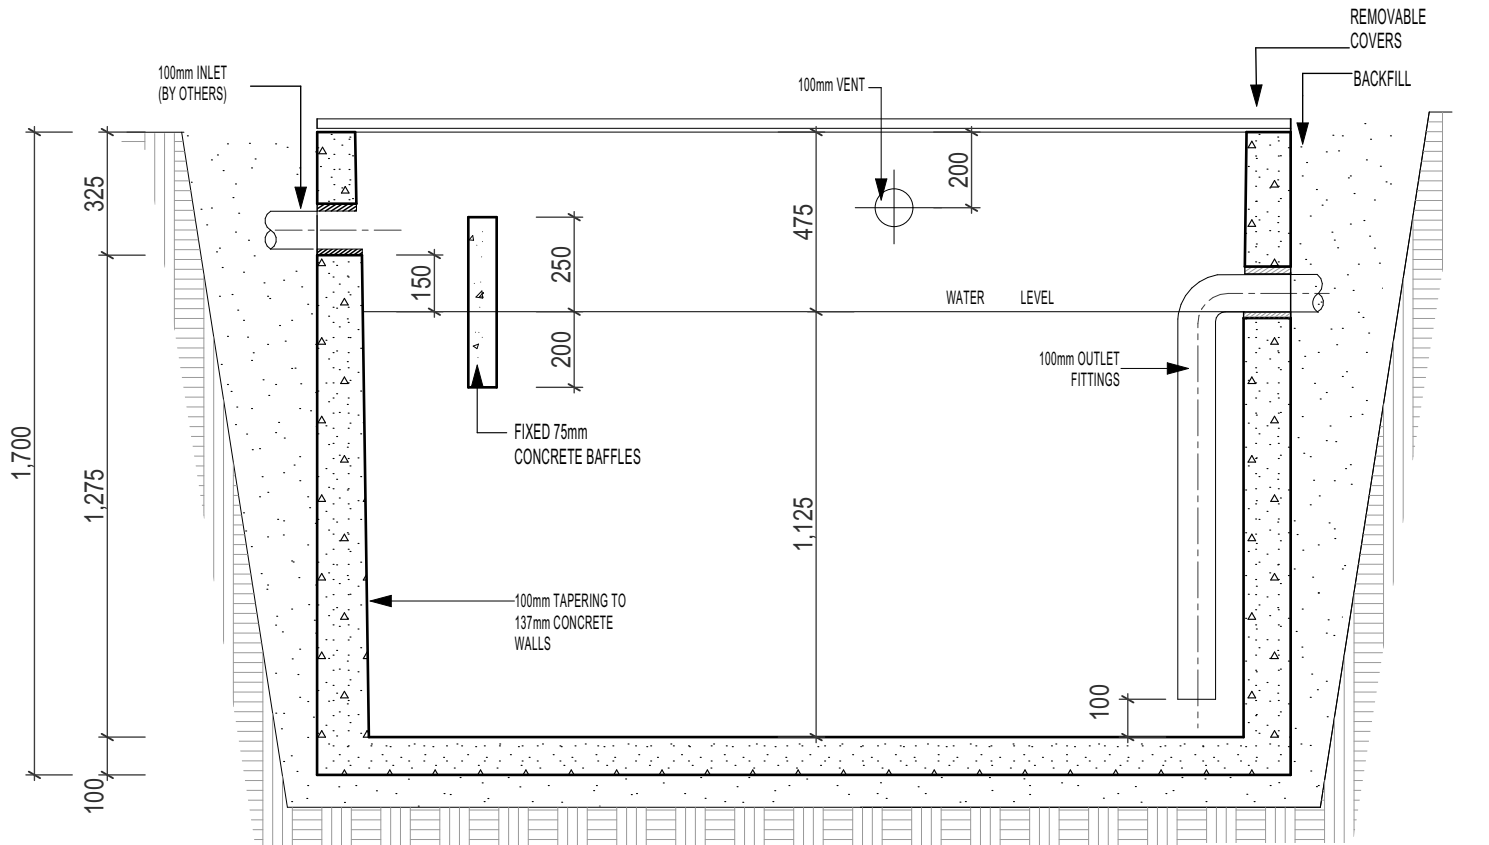 REMOVABLE
COVERS
100mm INLET
(BY OTHERS)
100mm VENT
BACKFILL
325
200
475
250
150
WATER LEVEL
200
100mm OUTLET
FITTINGS
1,700
FIXED 75mm
CONCRETE BAFFLES
1,275
1,125
100mm TAPERING TO
137mm CONCRETE
WALLS
100
100